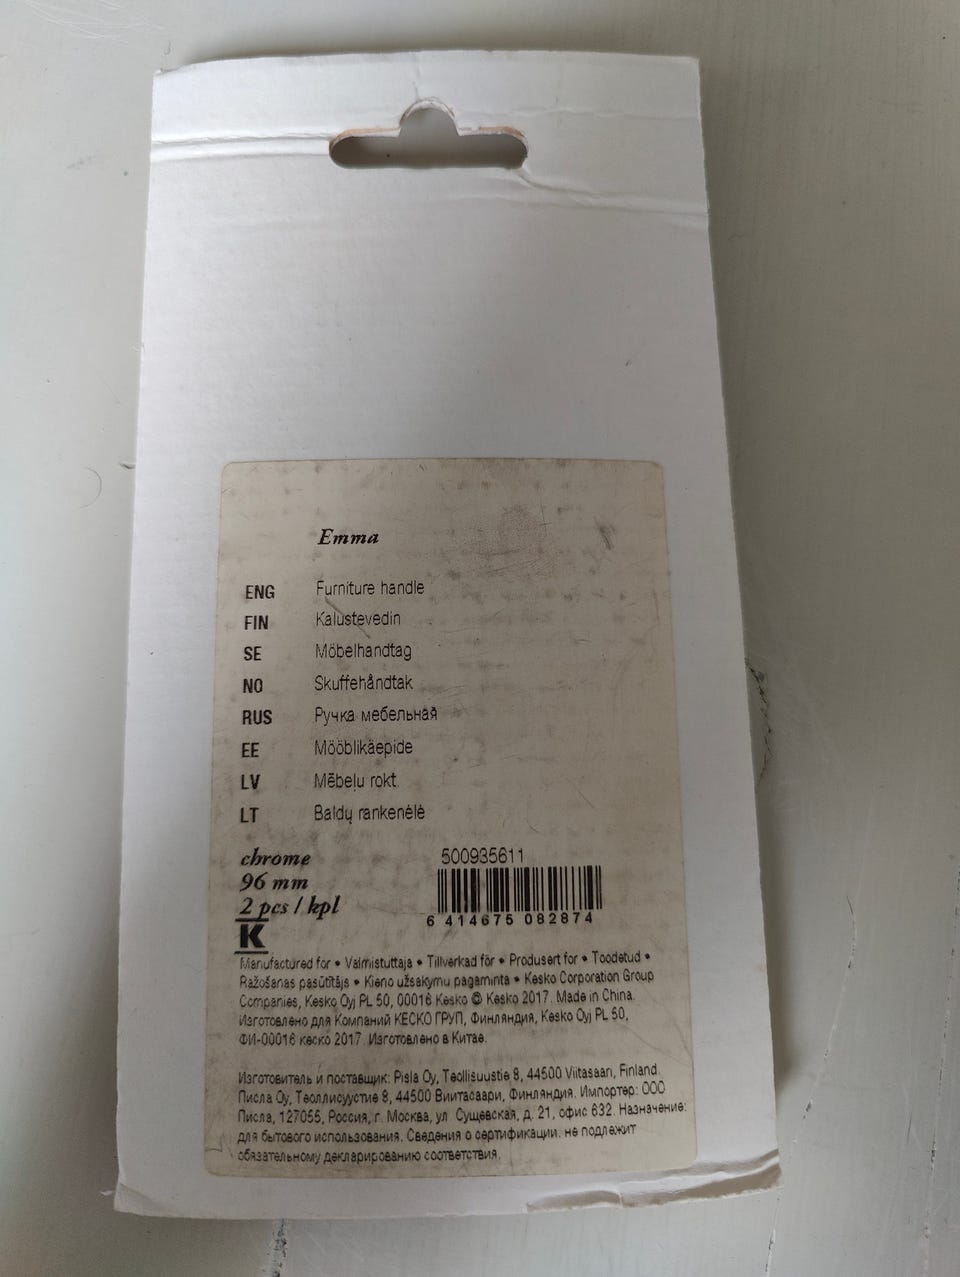 Emma
ENG Furniture handle
FIN Kalustevedin
SE Möbelhandtag
NO Skuffehåndtak
RUS Ручка мебельная
EE Mööblikäepide
LV Mēbeļu rokt.
LT Baldų rankenėlė
chrome
96 mm
2 pcs / kpl
500935611
6 414675 082874
K
Manufactured for • Valmistuttaja • Tillverkad för • Produsert for • Toodetud •
Ražošanas pasūtītājs • Kieno užsakymu pagaminta • Kesko Corporation Group
Companies, Kesko Oyj PL 50, 00016 Kesko © Kesko 2017. Made in China.
Изготовлено для Компаний КЕСКО ГРУП, Финляндия, Kesko Oyj PL 50,
ФИ-00016 кеско 2017. Изготовлено в Китае.
Изготовитель и поставщик: Pisla Oy, Teollisuustie 8, 44500 Viitasaari, Finland.
Писла Оу, Теоллисуустие 8, 44500 Виитасаари, Финляндия. Импортер: ООО
Писла, 127055, Россия, г. Москва, ул. Сущевская, д. 21, офис 632. Назначение:
для бытового использования. Сведения о сертификации: не подлежит
обязательному декларированию соответствия.